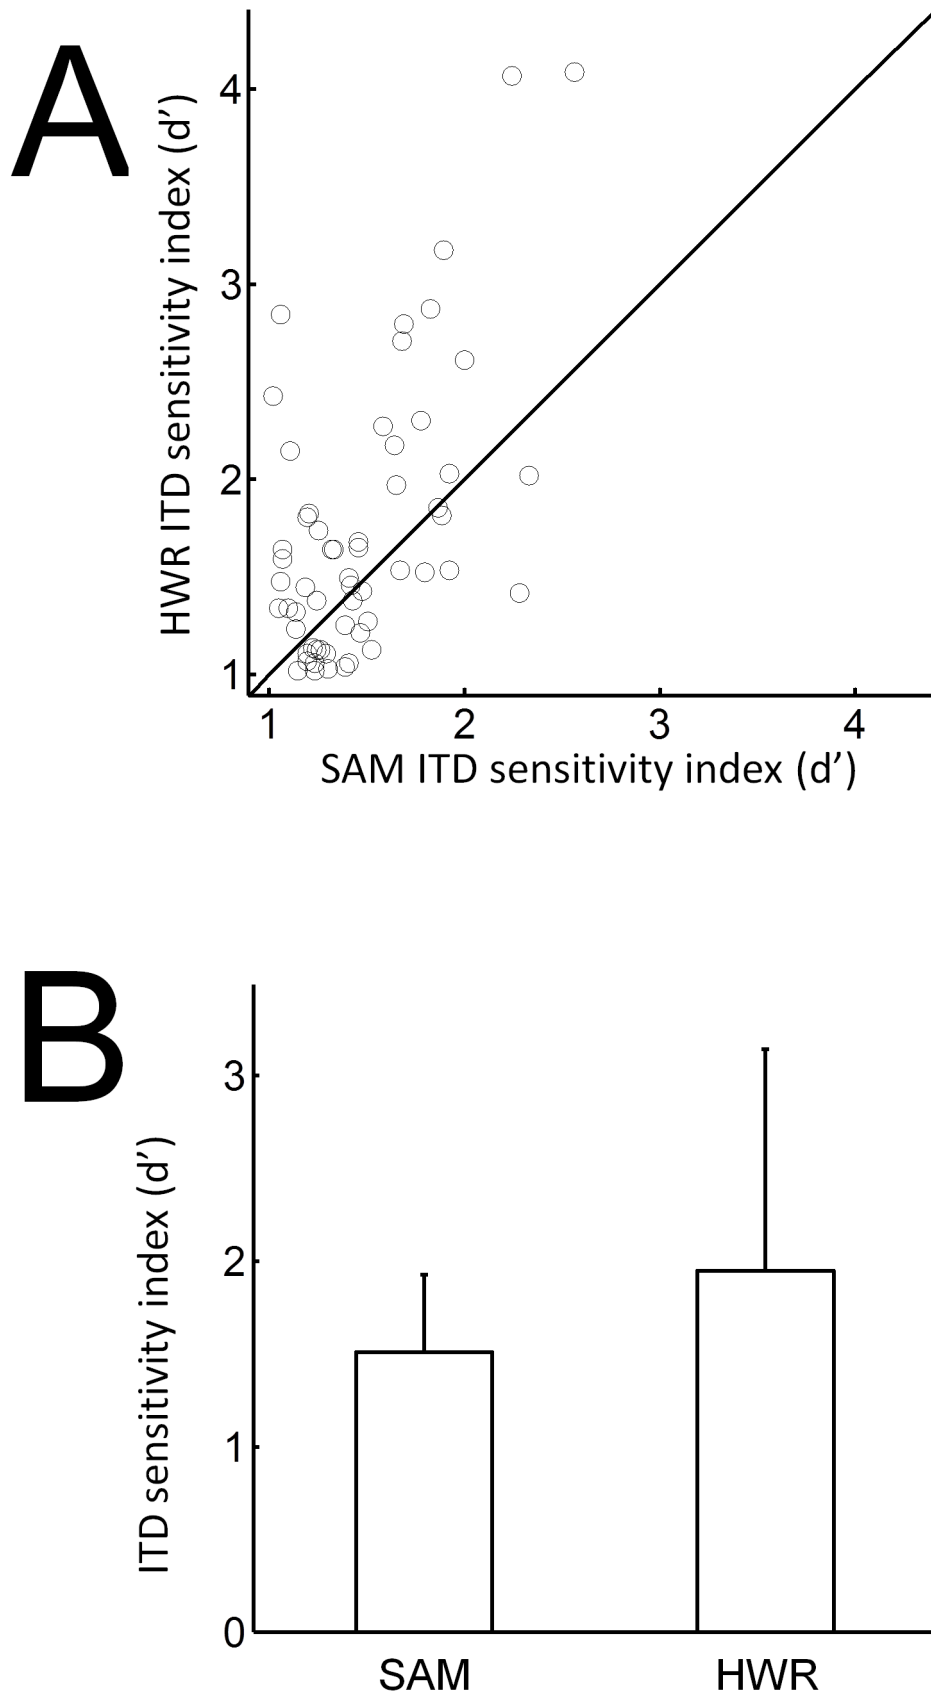 A
HWR ITD sensitivity index (d’)
4
3
2
1
1 2 3 4
SAM ITD sensitivity index (d’)
B
ITD sensitivity index (d’)
3
2
1
0
SAM HWR